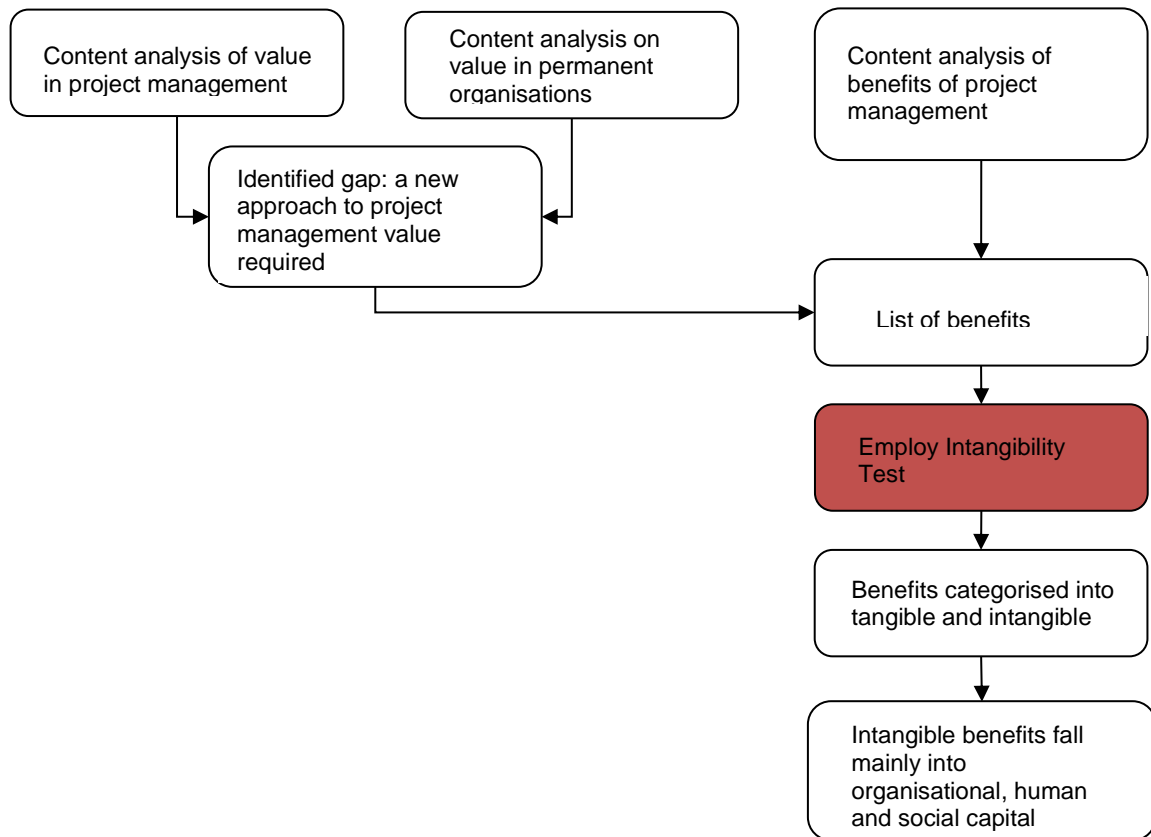 Content analysis of value
in project management
Content analysis on
value in permanent
organisations
Content analysis of
benefits of project
management
Identified gap: a new
approach to project
management value
required
List of benefits
Employ Intangibility
Test
Benefits categorised into
tangible and intangible
Intangible benefits fall
mainly into
organisational, human
and social capital